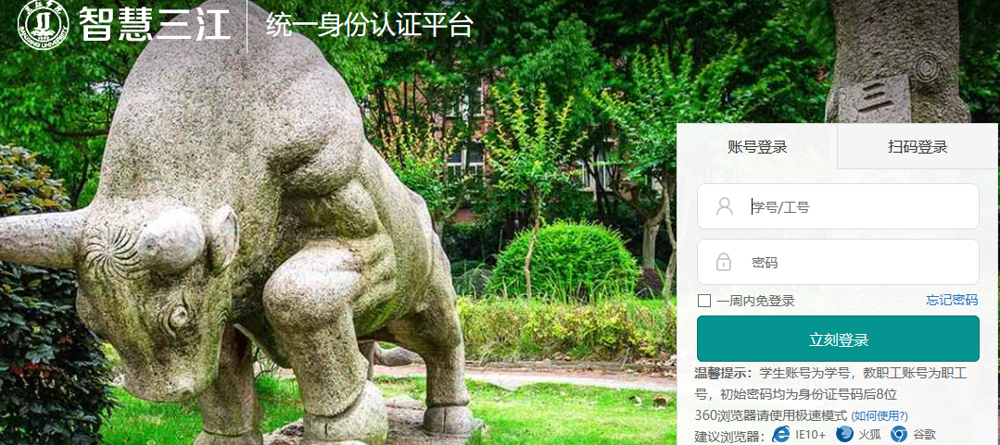 智慧三江
统一身份认证平台
三
账号登录
扫码登录
学号/工号
密码
一周内免登录
忘记密码
立刻登录
温馨提示：学生账号为学号，教职工账号为职工
号，初始密码均为身份证号码后8位
360浏览器请使用极速模式 (如何使用?)
建议浏览器： IE10+ 火狐 谷歌